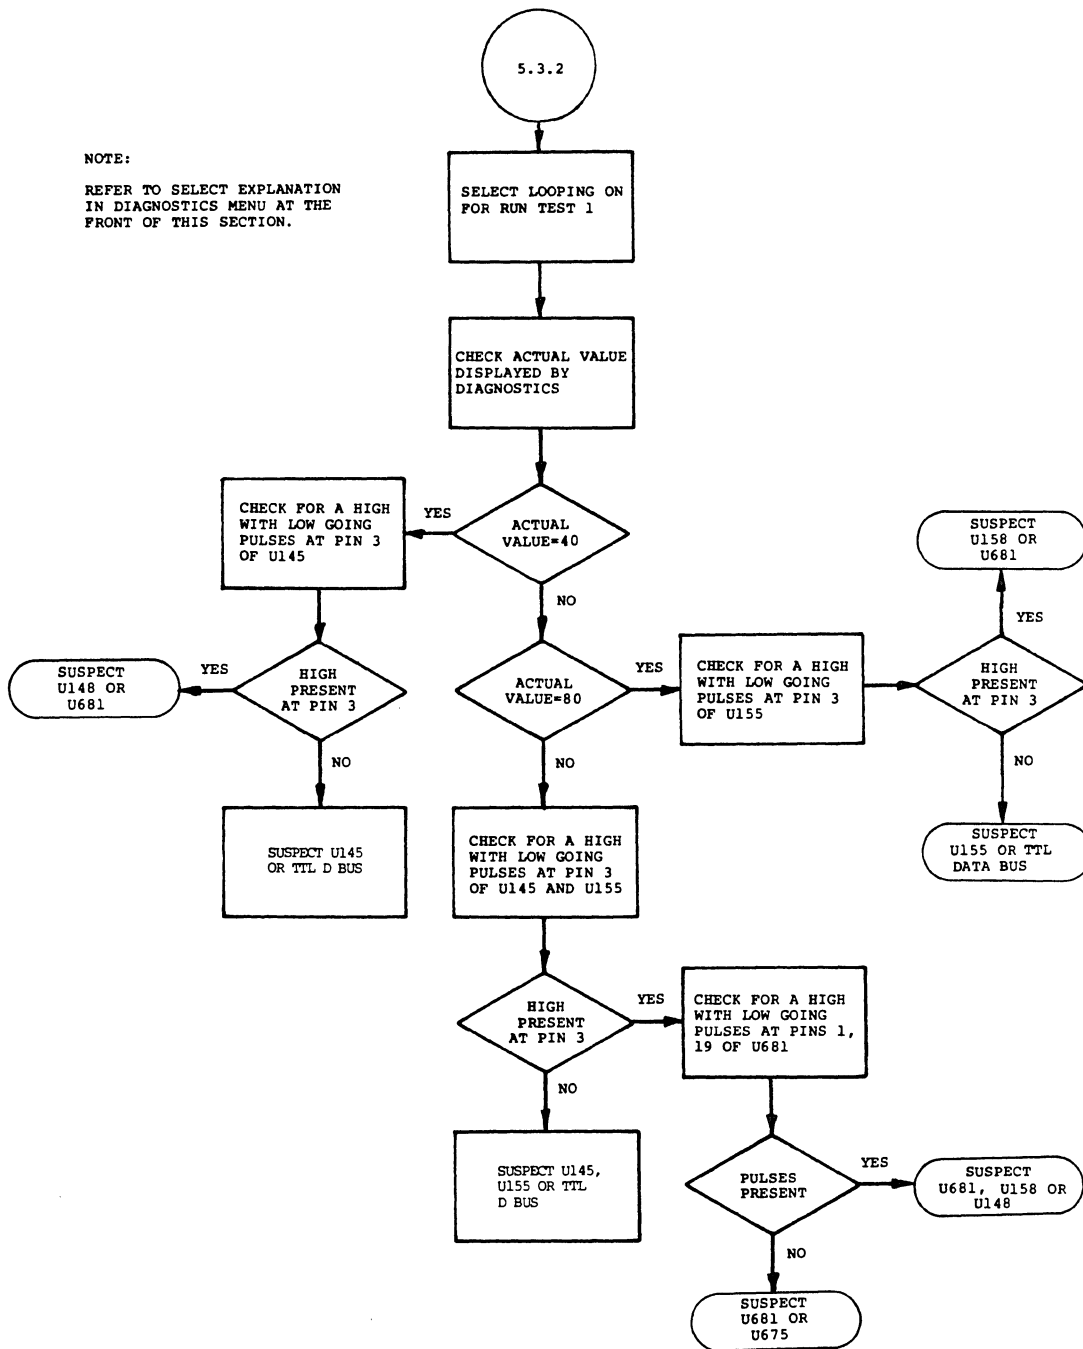 5.3.2
NOTE:
REFER TO SELECT EXPLANATION
IN DIAGNOSTICS MENU AT THE
FRONT OF THIS SECTION.
SELECT LOOPING ON
FOR RUN TEST 1
CHECK ACTUAL VALUE
DISPLAYED BY
DIAGNOSTICS
ACTUAL
VALUE=40
YES
NO
CHECK FOR A HIGH
WITH LOW GOING
PULSES AT PIN 3
OF U145
HIGH
PRESENT
AT PIN 3
YES
SUSPECT
U148 OR
U681
NO
SUSPECT U145
OR TTL D BUS
ACTUAL
VALUE=80
YES
CHECK FOR A HIGH
WITH LOW GOING
PULSES AT PIN 3
OF U155
HIGH
PRESENT
AT PIN 3
YES
SUSPECT
U158 OR
U681
NO
SUSPECT
U155 OR TTL
DATA BUS
NO
CHECK FOR A HIGH
WITH LOW GOING
PULSES AT PIN 3
OF U145 AND U155
HIGH
PRESENT
AT PIN 3
YES
CHECK FOR A HIGH
WITH LOW GOING
PULSES AT PINS 1,
19 OF U681
NO
SUSPECT U145,
U155 OR TTL
D BUS
PULSES
PRESENT
YES
SUSPECT
U681, U158 OR
U148
NO
SUSPECT
U681 OR
U675